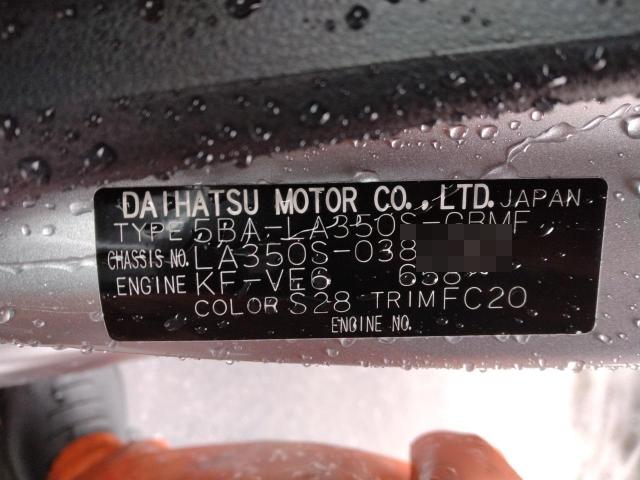 DAIHATSU MOTOR CO., LTD. JAPAN
TYPE 5BA-LA350S-GBMF
CHASSIS NO. LA350S-038
ENGINE KF-VE6 658
COLOR S28 TRIM FC20
ENGINE NO.